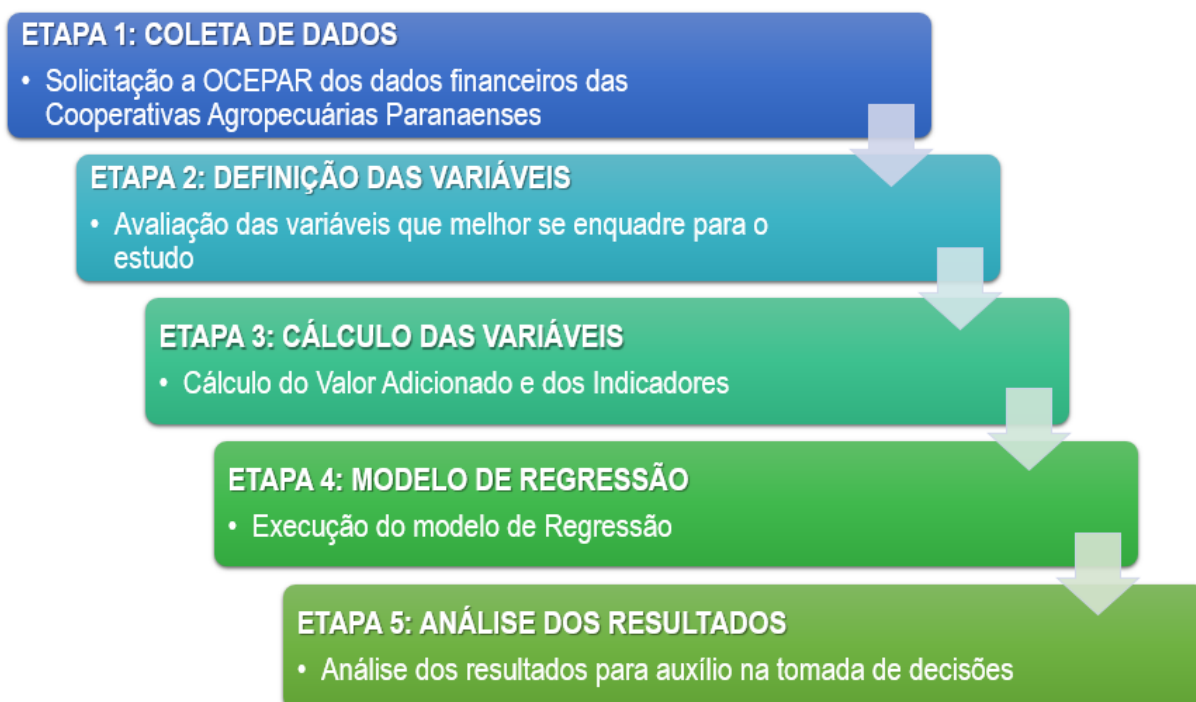 ETAPA 1: COLETA DE DADOS
• Solicitação a OCEPAR dos dados financeiros das
Cooperativas Agropecuárias Paranaenses
ETAPA 2: DEFINIÇÃO DAS VARIÁVEIS
• Avaliação das variáveis que melhor se enquadre para o
estudo
ETAPA 3: CÁLCULO DAS VARIÁVEIS
• Cálculo do Valor Adicionado e dos Indicadores
ETAPA 4: MODELO DE REGRESSÃO
• Execução do modelo de Regressão
ETAPA 5: ANÁLISE DOS RESULTADOS
• Análise dos resultados para auxílio na tomada de decisões